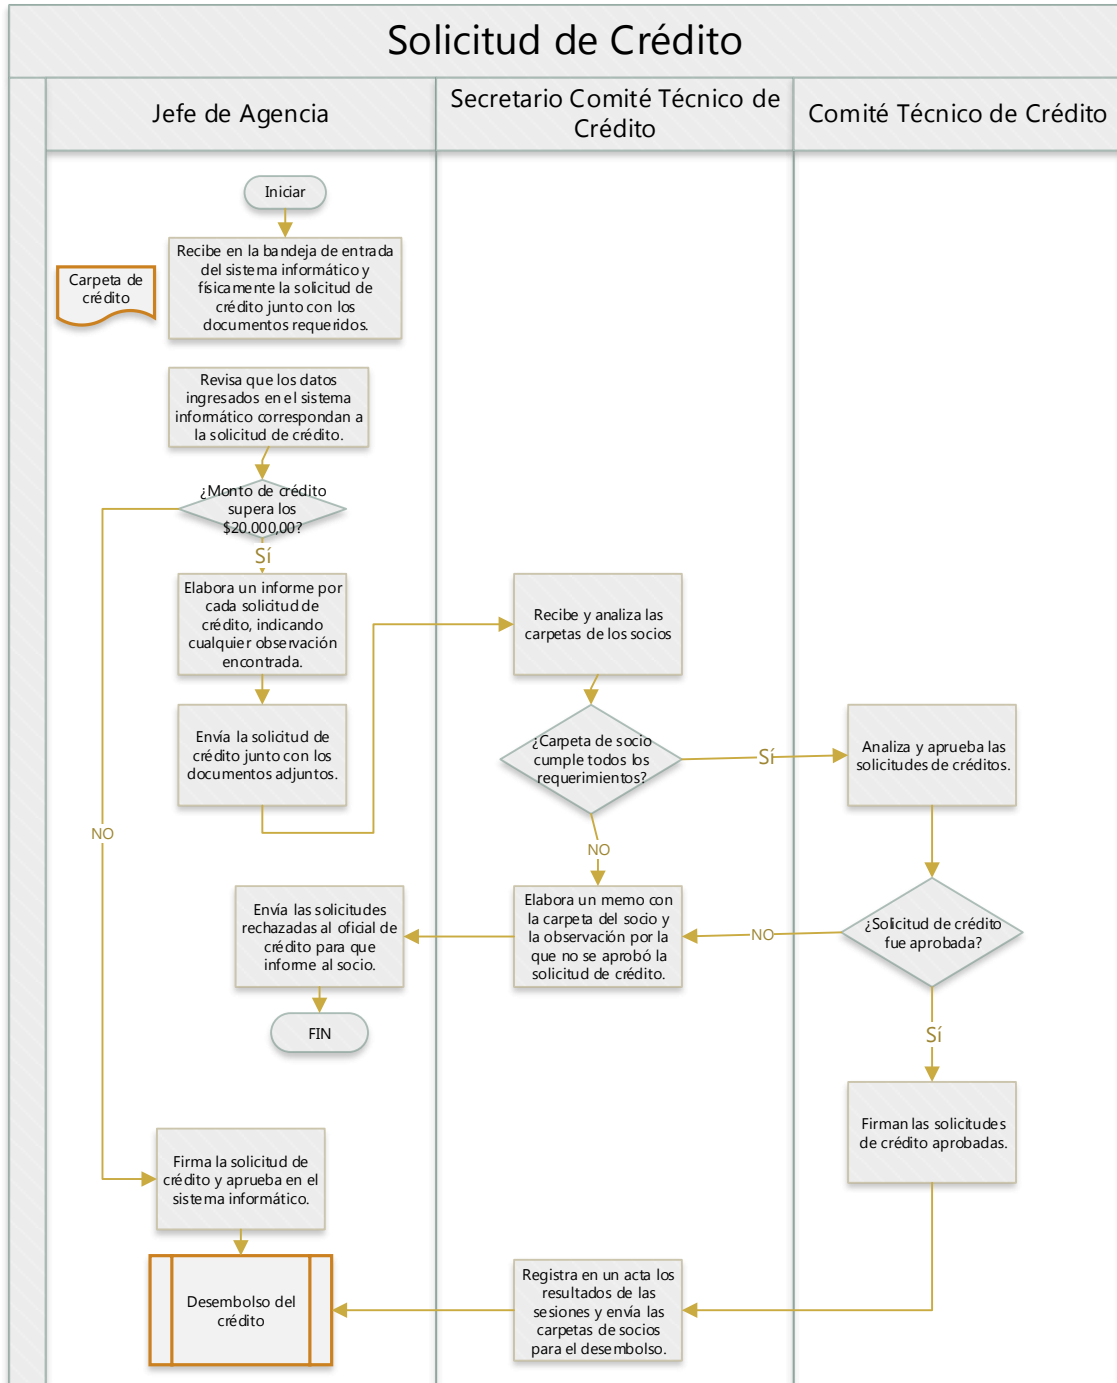 Solicitud de Crédito
Jefe de Agencia
Secretario Comité Técnico de
Crédito
Comité Técnico de Crédito
Iniciar
Recibe en la bandeja de entrada
del sistema informático y
físicamente la solicitud de
crédito junto con los
documentos requeridos.
Carpeta de
crédito
Revisa que los datos
ingresados en el sistema
informático correspondan a
la solicitud de crédito.
¿Monto de crédito
supera los
$20.000,00?
Sí
Elabora un informe por
cada solicitud de
crédito, indicando
cualquier observación
encontrada.
Recibe y analiza las
carpetas de los socios
Envía la solicitud de
crédito junto con los
documentos adjuntos.
¿Carpeta de socio
cumple todos los
requerimientos?
Sí
Analiza y aprueba las
solicitudes de créditos.
NO
NO
Envía las solicitudes
rechazadas al oficial de
crédito para que
informe al socio.
Elabora un memo con
la carpeta del socio y
la observación por la
que no se aprobó la
solicitud de crédito.
NO
¿Solicitud de crédito
fue aprobada?
FIN
Sí
Firman las solicitudes
de crédito aprobadas.
Firma la solicitud de
crédito y aprueba en el
sistema informático.
Desembolso del
crédito
Registra en un acta los
resultados de las
sesiones y envía las
carpetas de socios
para el desembolso.